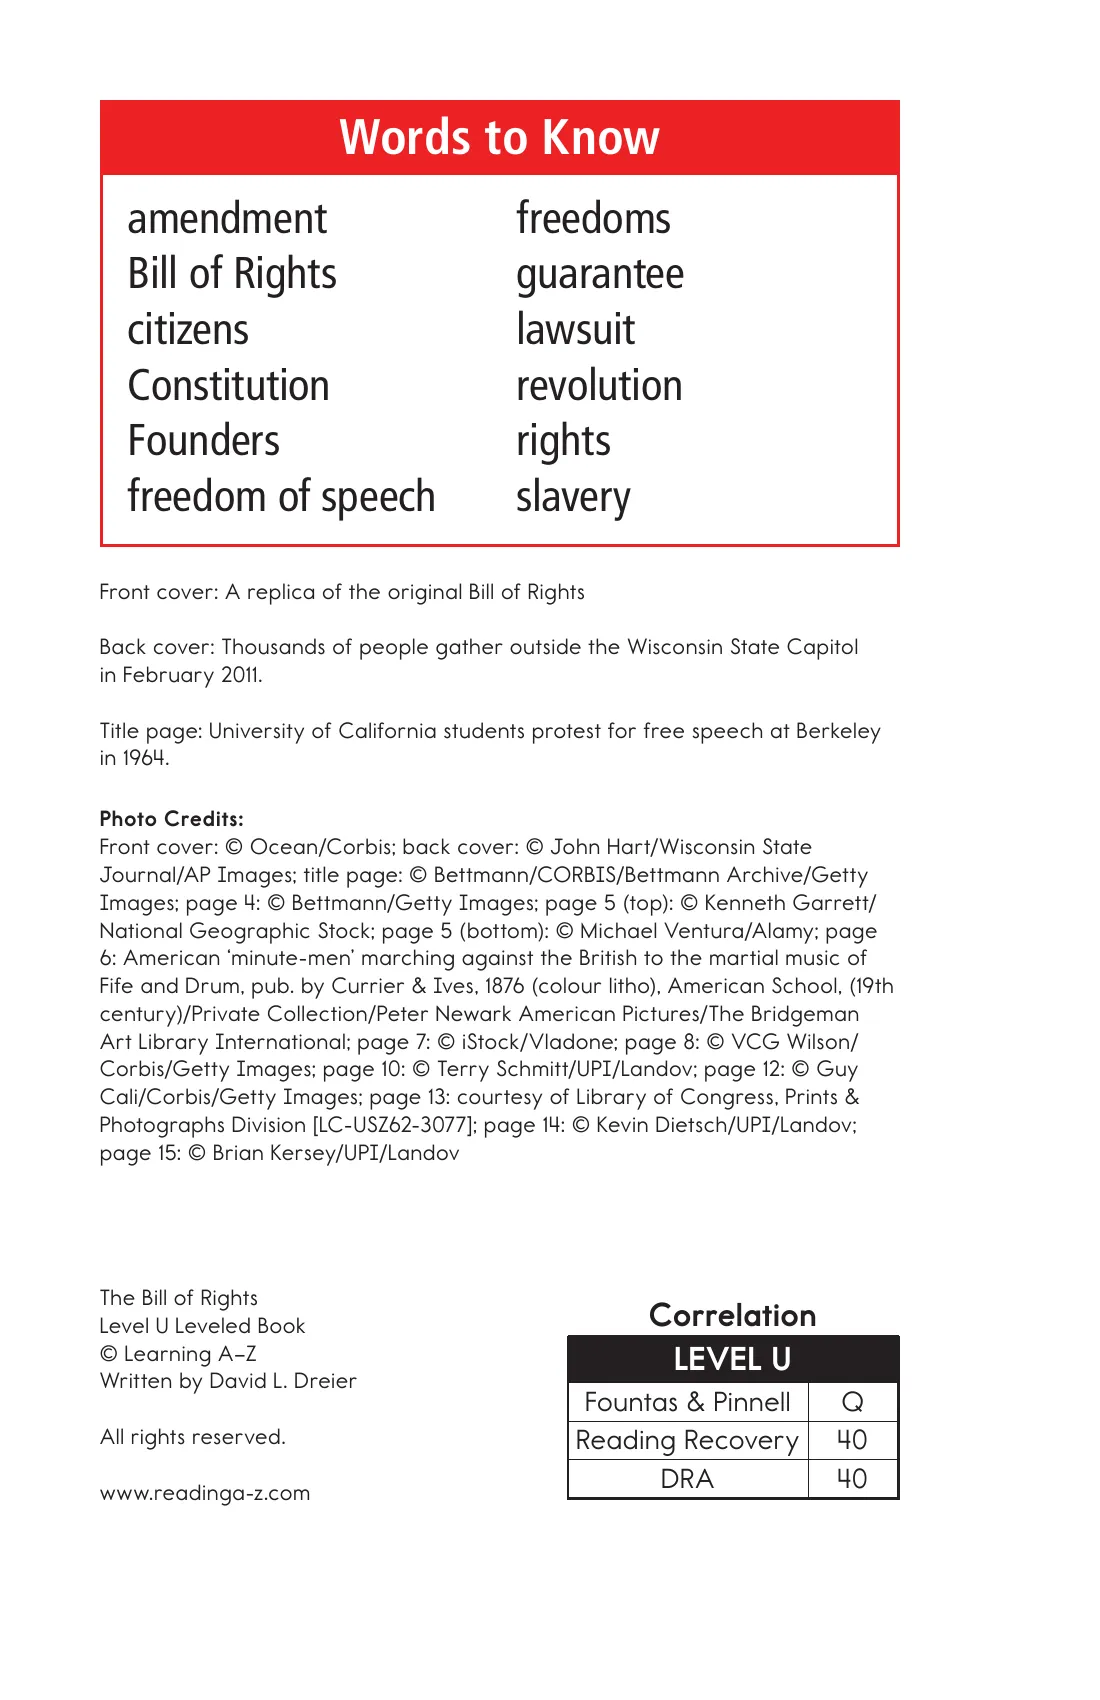 Words to Know
amendment
Bill of Rights
citizens
Constitution
Founders
freedom of speech
freedoms
guarantee
lawsuit
revolution
rights
slavery
Front cover: A replica of the original Bill of Rights
Back cover: Thousands of people gather outside the Wisconsin State Capitol
in February 2011.
Title page: University of California students protest for free speech at Berkeley
in 1964.
Photo Credits:
Front cover: © Ocean/Corbis; back cover: © John Hart/Wisconsin State
Journal/AP Images; title page: © Bettmann/CORBIS/Bettmann Archive/Getty
Images; page 4: © Bettmann/Getty Images; page 5 (top): © Kenneth Garrett/
National Geographic Stock; page 5 (bottom): © Michael Ventura/Alamy; page
6: American ‘minute-men’ marching against the British to the martial music of
Fife and Drum, pub. by Currier & Ives, 1876 (colour litho), American School, (19th
century)/Private Collection/Peter Newark American Pictures/The Bridgeman
Art Library International; page 7: © iStock/Vladone; page 8: © VCG Wilson/
Corbis/Getty Images; page 10: © Terry Schmitt/UPI/Landov; page 12: © Guy
Cali/Corbis/Getty Images; page 13: courtesy of Library of Congress, Prints &
Photographs Division [LC-USZ62-3077]; page 14: © Kevin Dietsch/UPI/Landov;
page 15: © Brian Kersey/UPI/Landov
The Bill of Rights
Level U Leveled Book
© Learning A–Z
Written by David L. Dreier
All rights reserved.
www.readinga-z.com
Correlation
LEVEL U
Fountas & Pinnell Q
Reading Recovery 40
DRA 40